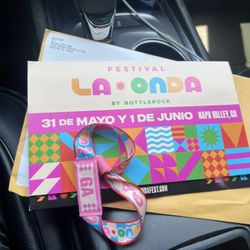 FESTIVAL
LA•ONDA
BY BOTTLEROCK
31 DE MAYO Y 1 DE JUNIO
NAPA VALLEY, CA
GA